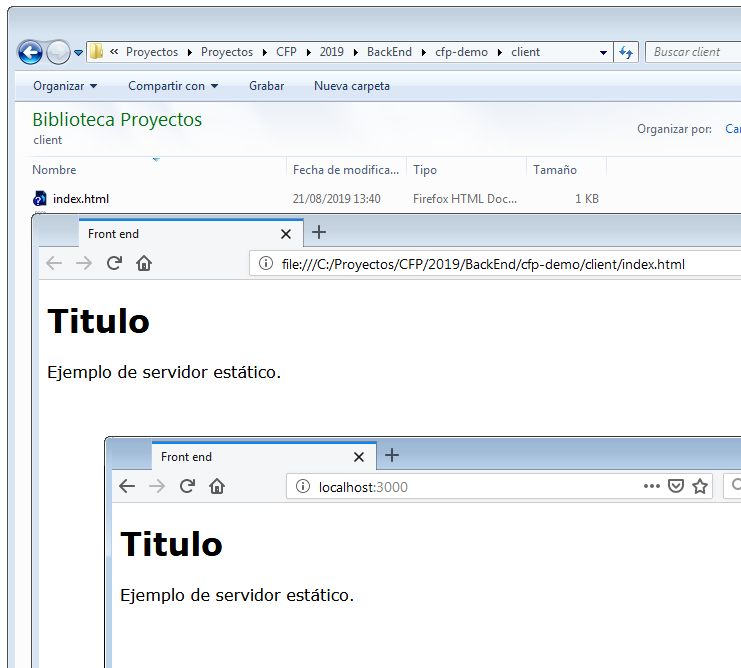 « Proyectos ▸ Proyectos ▸ CFP ▸ 2019 ▸ BackEnd ▸ cfp-demo ▸ client Buscar client
Organizar Compartir con Grabar Nueva carpeta
Biblioteca Proyectos
client
Organizar por:
Nombre Fecha de modifica... Tipo Tamaño
index.html 21/08/2019 13:40 Firefox HTML Doc... 1 KB
Front end
file:///C:/Proyectos/CFP/2019/BackEnd/cfp-demo/client/index.html
Titulo
Ejemplo de servidor estático.
Front end
localhost:3000
Titulo
Ejemplo de servidor estático.